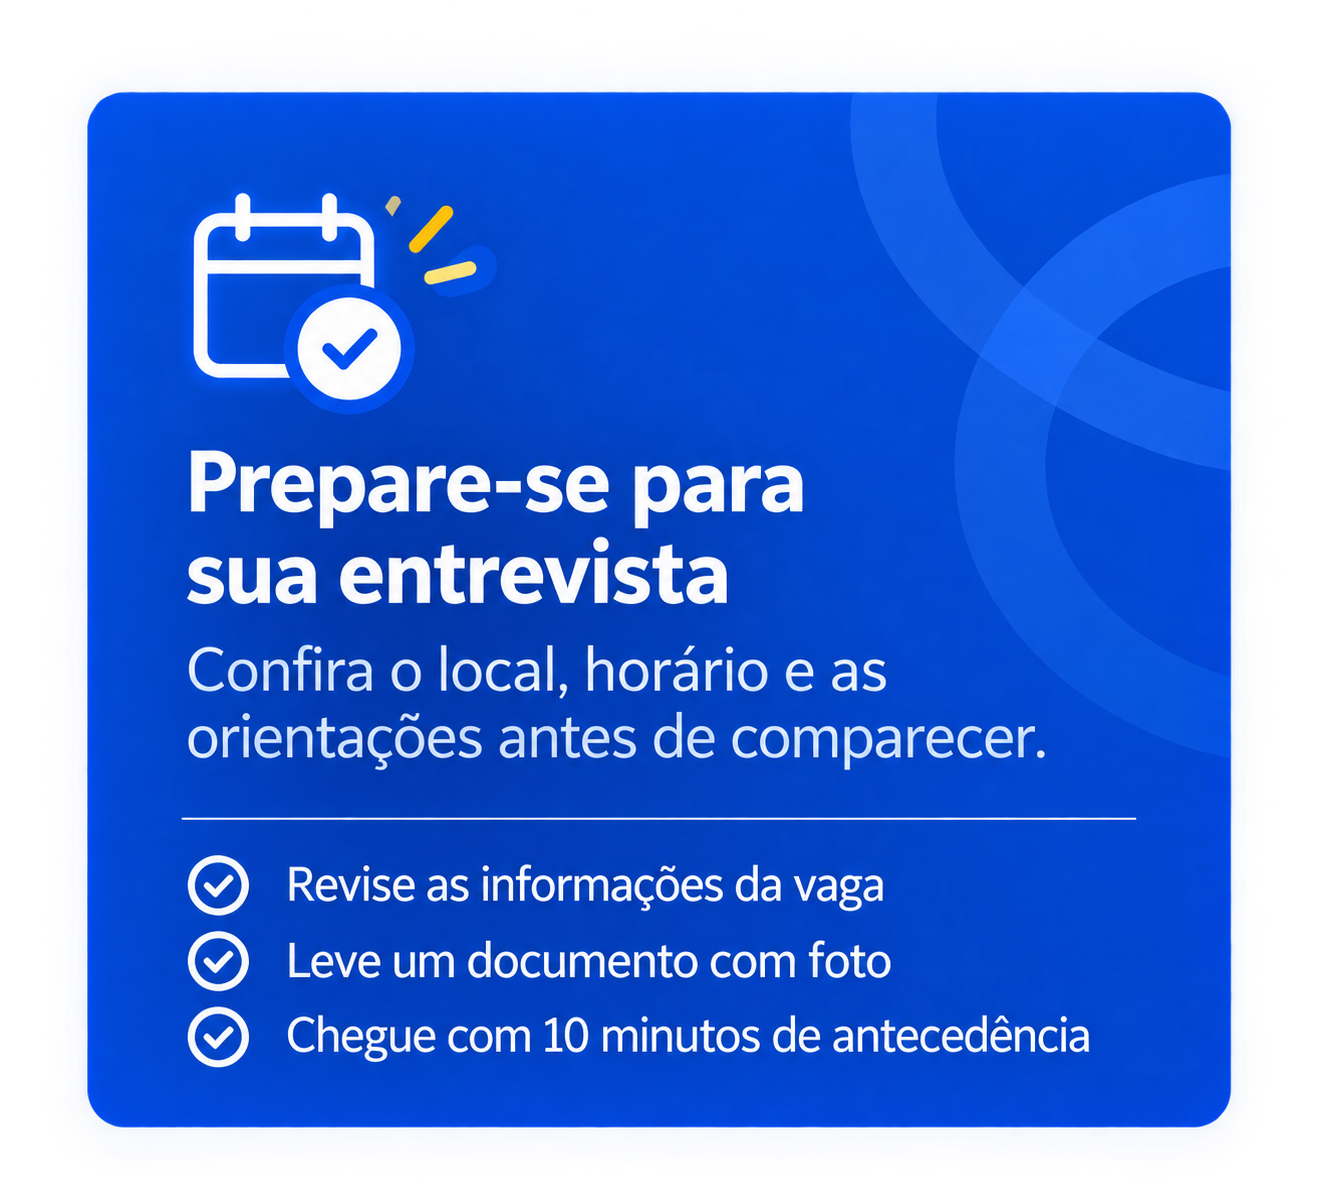 Prepare-se para
sua entrevista
Confira o local, horário e as
orientações antes de comparecer.
Revise as informações da vaga
Leve um documento com foto
Chegue com 10 minutos de antecedência